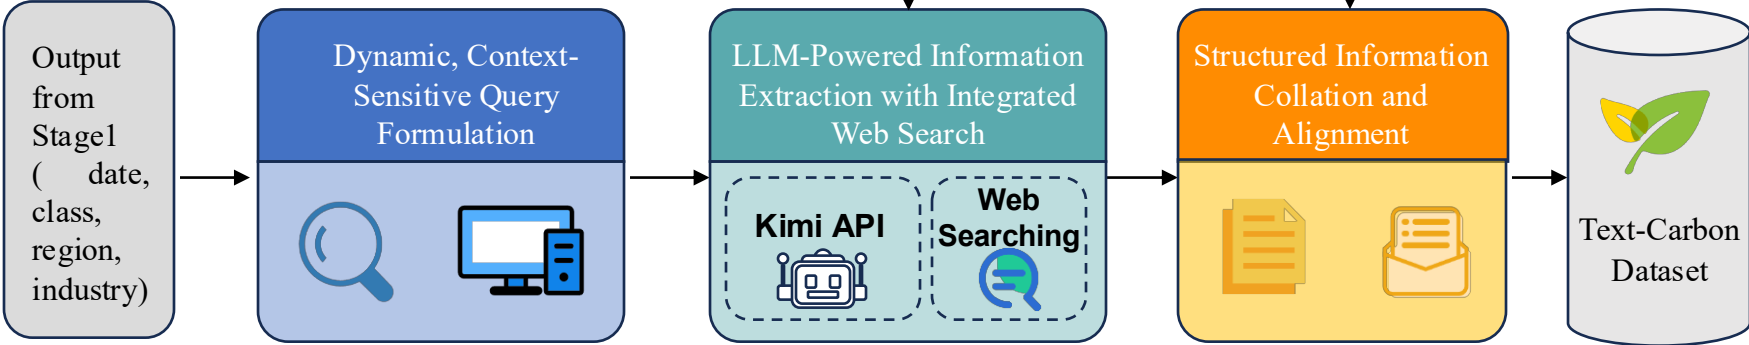 Output
from
Stage1
( date,
class,
region,
industry)
Dynamic, Context-
Sensitive Query
Formulation
LLM-Powered Information
Extraction with Integrated
Web Search
Kimi API
Web
Searching
Structured Information
Collation and
Alignment
Text-Carbon
Dataset